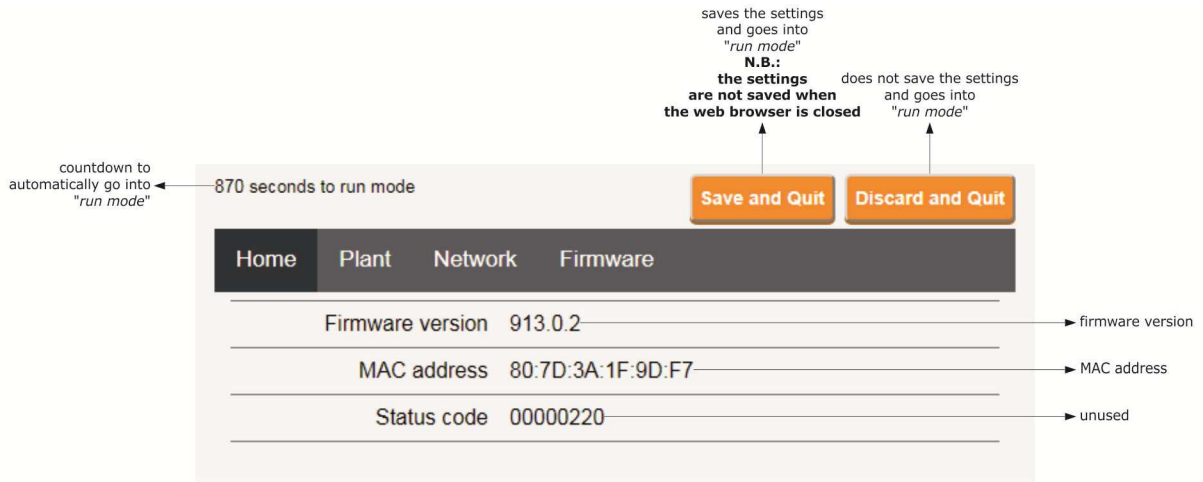 saves the settings
and goes into
"run mode"
N.B.:
the settings
are not saved when
the web browser is closed
does not save the settings
and goes into
"run mode"
countdown to
automatically go into
"run mode"
870 seconds to run mode
Save and Quit
Discard and Quit
Home Plant Network Firmware
Firmware version 913.0.2
firmware version
MAC address 80:7D:3A:1F:9D:F7
MAC address
Status code 00000220
unused